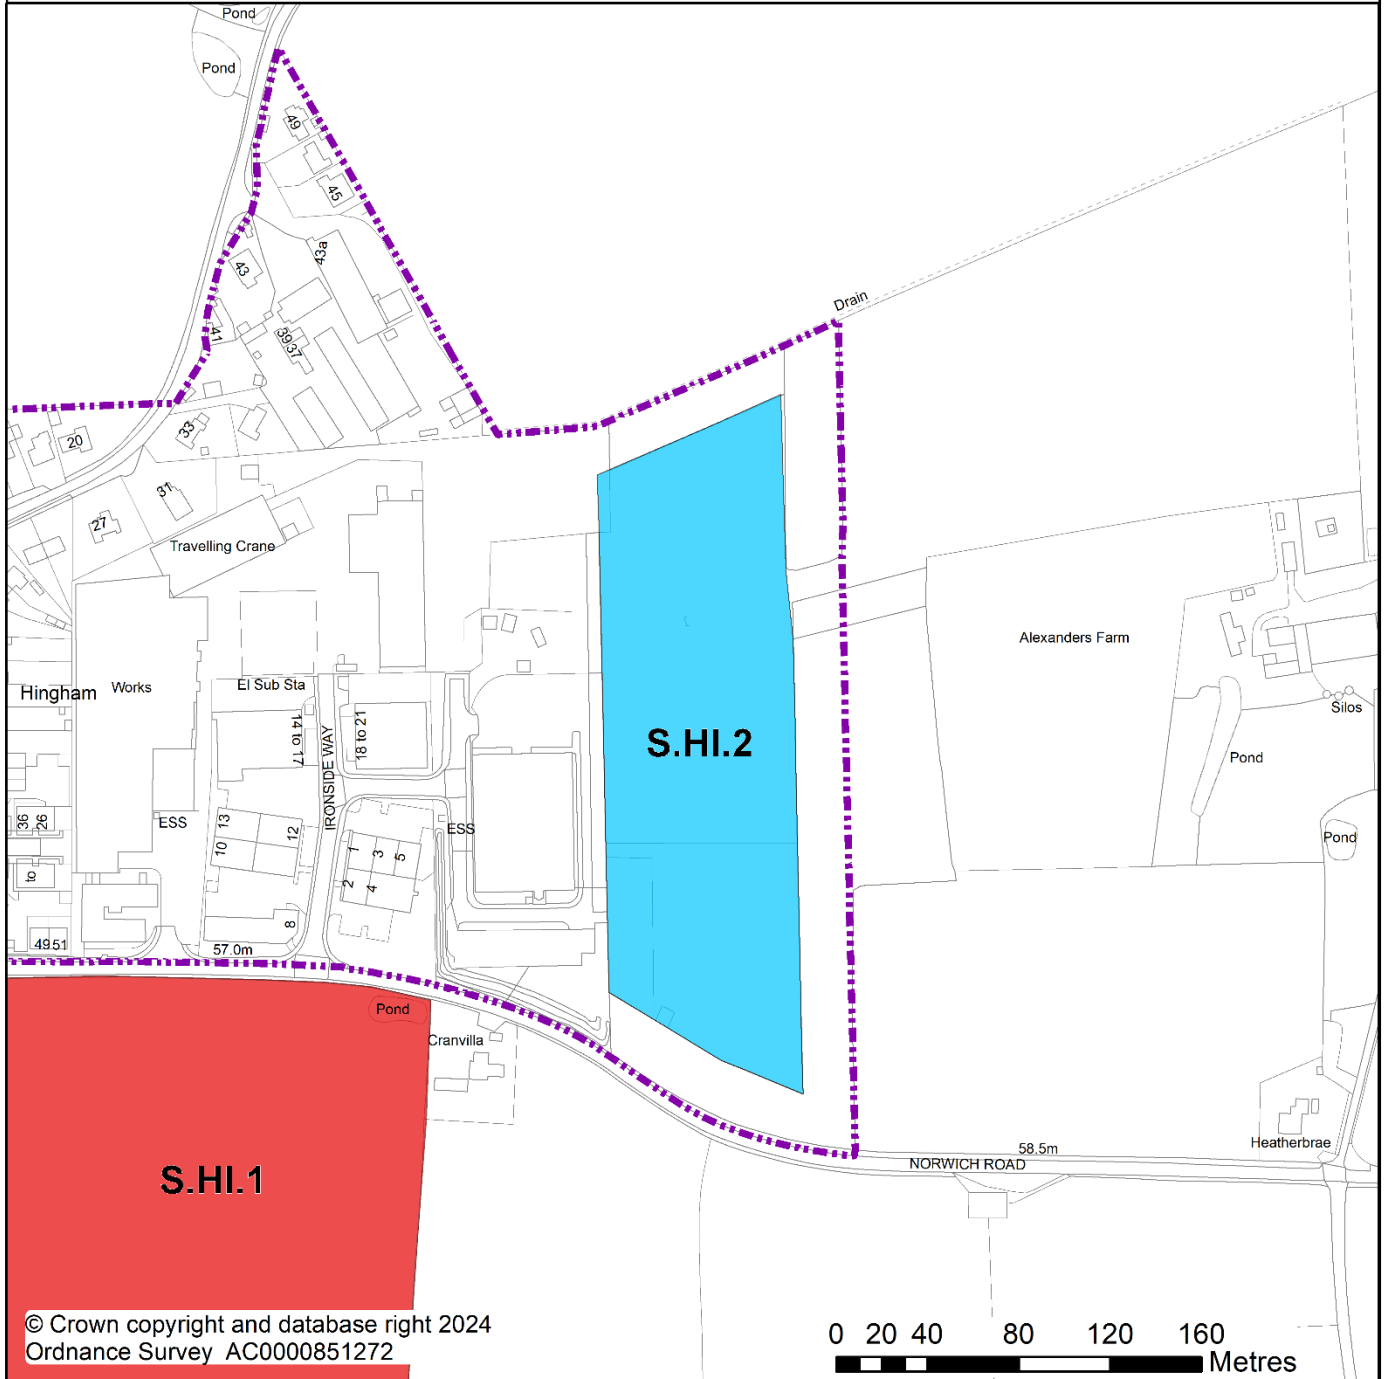 Pond
Pond
49
45
43a
43
41
39
37
Drain
33
20
31
27
Travelling Crane
Alexanders Farm
Hingham
Works
El Sub Sta
Silos
14 to 17
IRONSIDE WAY
18 to 21
S.HI.2
Pond
36
26
ESS
13
12
10
ESS
1
3
5
2
4
Pond
to
8
4951
57.0m
Pond
Cranvilla
58.5m
Heatherbrae
NORWICH ROAD
S.HI.1
© Crown copyright and database right 2024
Ordnance Survey AC0000851272
0 20 40 80 120 160
Metres